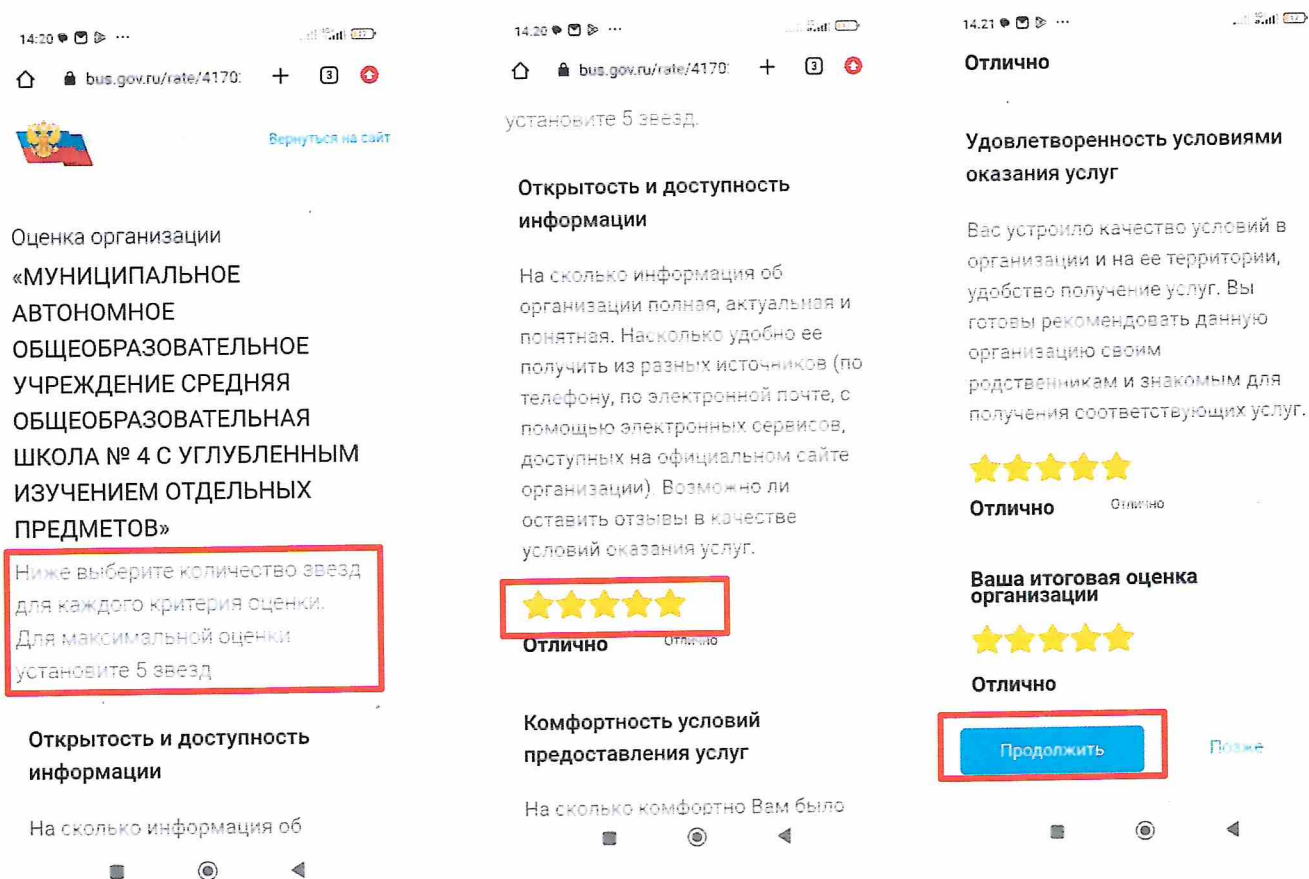 14:20
bus.gov.ru/rate/4170:
3
Вернуться на сайт
Оценка организации
«МУНИЦИПАЛЬНОЕ
АВТОНОМНОЕ
ОБЩЕОБРАЗОВАТЕЛЬНОЕ
УЧРЕЖДЕНИЕ СРЕДНЯЯ
ОБЩЕОБРАЗОВАТЕЛЬНАЯ
ШКОЛА № 4 С УГЛУБЛЕННЫМ
ИЗУЧЕНИЕМ ОТДЕЛЬНЫХ
ПРЕДМЕТОВ»
Ниже выберите количество звезд
для каждого критерия оценки.
Для максимальной оценки
установите 5 звезд
Открытость и доступность
информации
На сколько информация об
14.20
bus.gov.ru/rate/4170:
3
установите 5 звезд.
Открытость и доступность
информации
На сколько информация об
организации полная, актуальная и
понятная. Насколько удобно ее
получить из разных источников (по
телефону, по электронной почте, с
помощью электронных сервисов,
доступных на официальном сайте
организации). Возможно ли
оставить отзывы в качестве
условий оказания услуг.
Отлично Отлично
Комфортность условий
предоставления услуг
На сколько комфортно Вам было
14.21
Отлично
Удовлетворенность условиями
оказания услуг
Вас устроило качество условий в
организации и на ее территории,
удобство получение услуг. Вы
готовы рекомендовать данную
организацию своим
родственникам и знакомым для
получения соответствующих услуг.
Отлично Отлично
Ваша итоговая оценка
организации
Отлично
Продолжить Позже